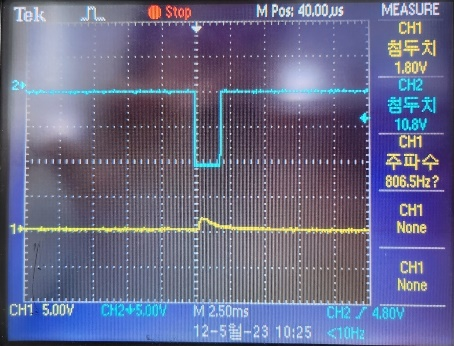 Tek Stop M Pos: 40.00µs MEASURE
CH1
첨두치
1.80V
CH2
첨두치
10.8V
CH1
주파수
806.5Hz?
CH1
None
CH1
None
2
1
CH1 5.00V CH2 5.00V M 2.50ms CH2 4.80V
12-5월-23 10:25 <10Hz